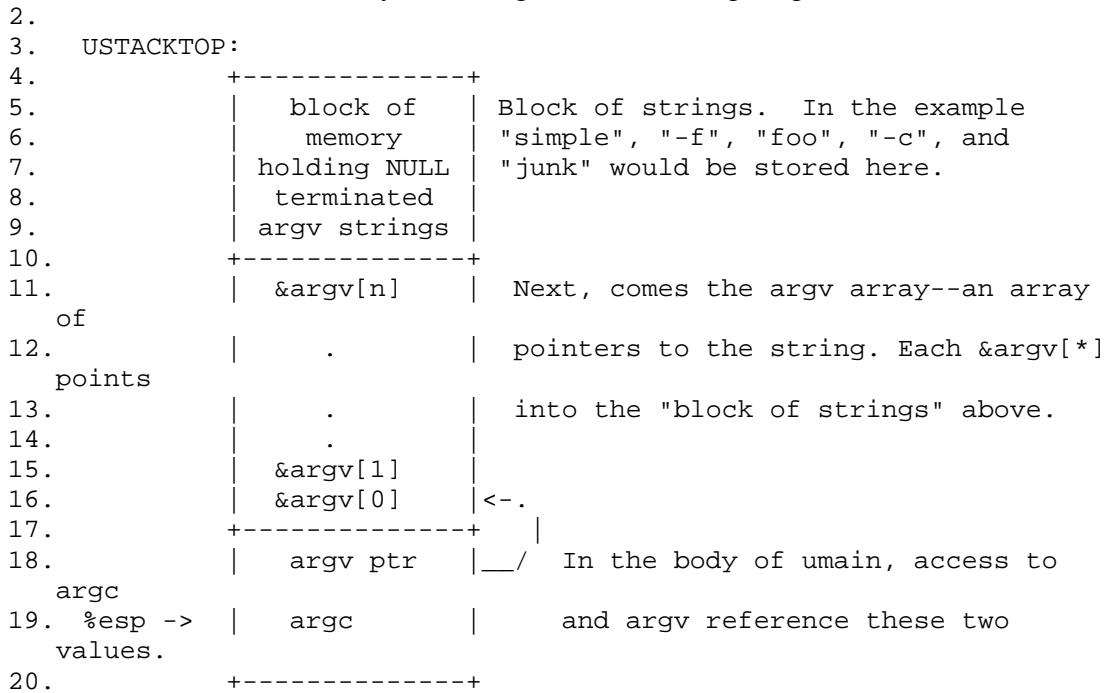 2.
3.   USTACKTOP:
4.            +--------------+
5.            |   block of   | Block of strings.  In the example
6.            |    memory    | "simple", "-f", "foo", "-c", and
7.            | holding NULL | "junk" would be stored here.
8.            |  terminated  |
9.            | argv strings |
10.           +--------------+
11.           |  &argv[n]    |  Next, comes the argv array--an array
of
12.           |     .        |  pointers to the string. Each &argv[*]
points
13.           |     .        |  into the "block of strings" above.
14.           |     .        |
15.           |  &argv[1]    |
16.           |  &argv[0]    |<-.
17.           +--------------+   |
18.           |   argv ptr   |__/  In the body of umain, access to
argc
19.  %esp ->  |   argc       |     and argv reference these two
values.
20.           +--------------+